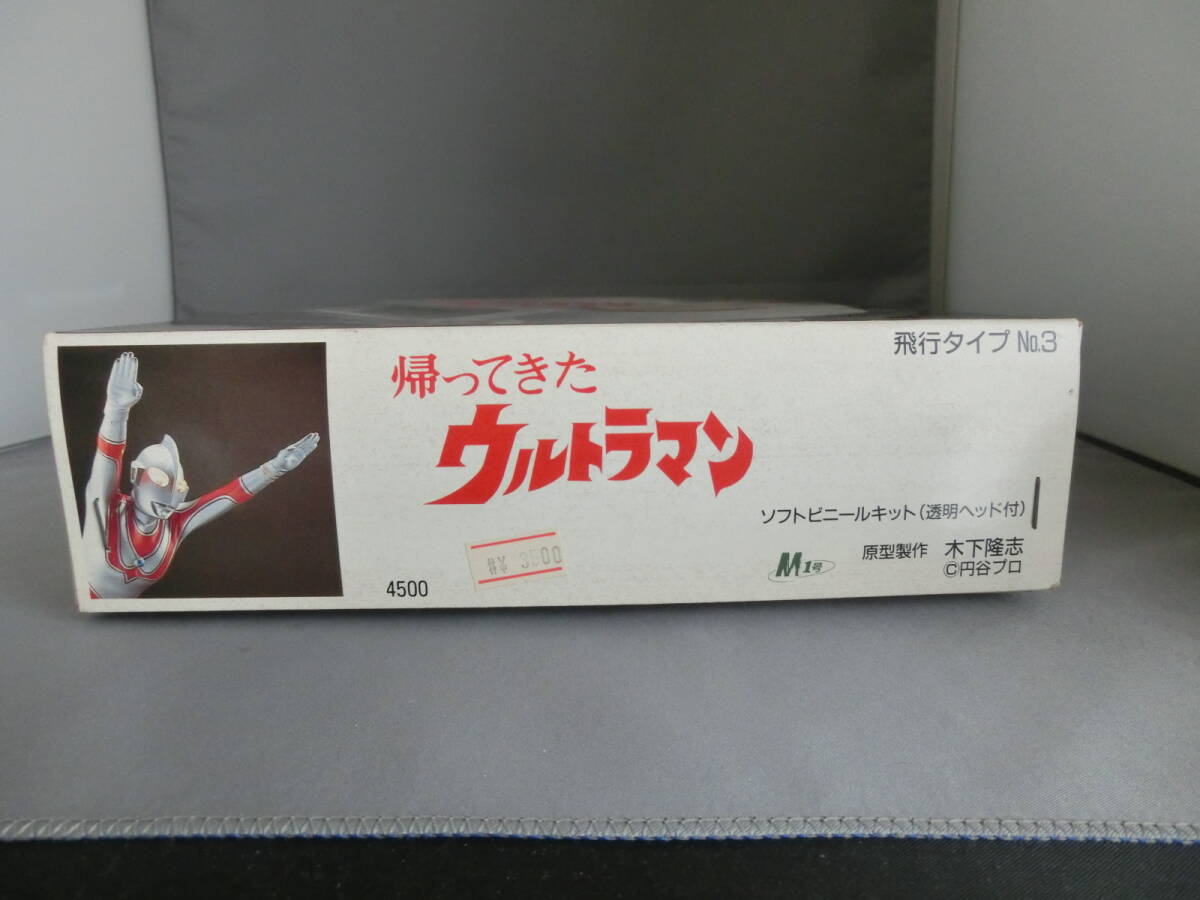 飛行タイプ No.3
帰ってきた
ウルトラマン
ソフトビニールキット(透明ヘッド付)
M1号
原型製作 木下隆志
©円谷プロ
4500
特 ¥ 3500